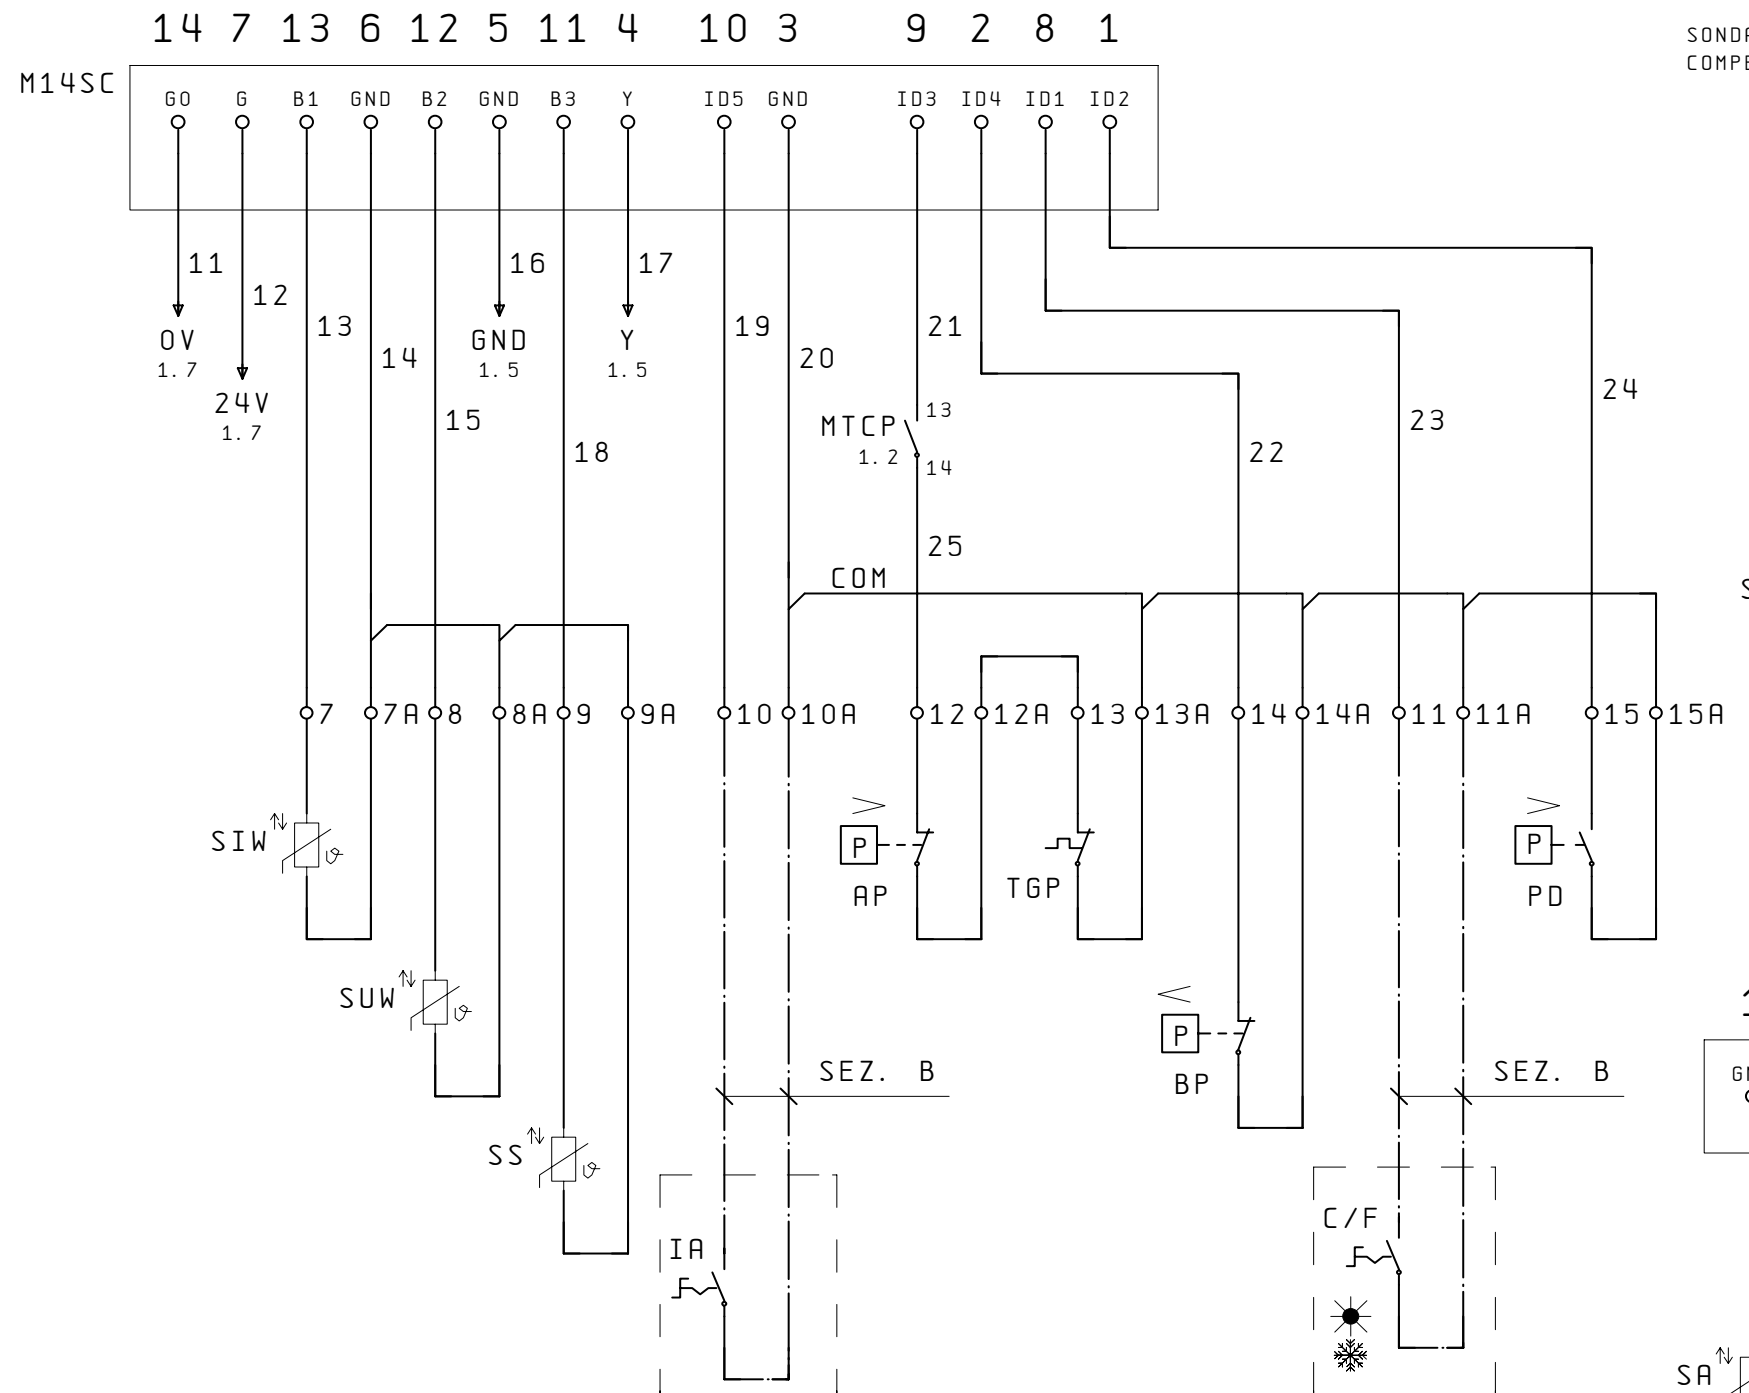 14 7 13 6 12 5 11 4 10 3 9 2 8 1
SONDA
COMPE
M14SC
G0 G B1 GND B2 GND B3 Y ID5 GND ID3 ID4 ID1 ID2
11 16 17
12
0V 13 GND Y 19 21
1.7 14 1.5 1.5 20
24V 24
1.7 15 MTCP 13 23
18 1.2 14 22
25
COM
S
7 7A 8 8A 9 9A 10 10A 12 12A 13 13A 14 14A 11 11A 15 15A
> >
SIW ϑ P P
AP TGP PD
SUW ϑ < 1
P
SEZ. B BP SEZ. B
SS ϑ
C/F
IA
SA